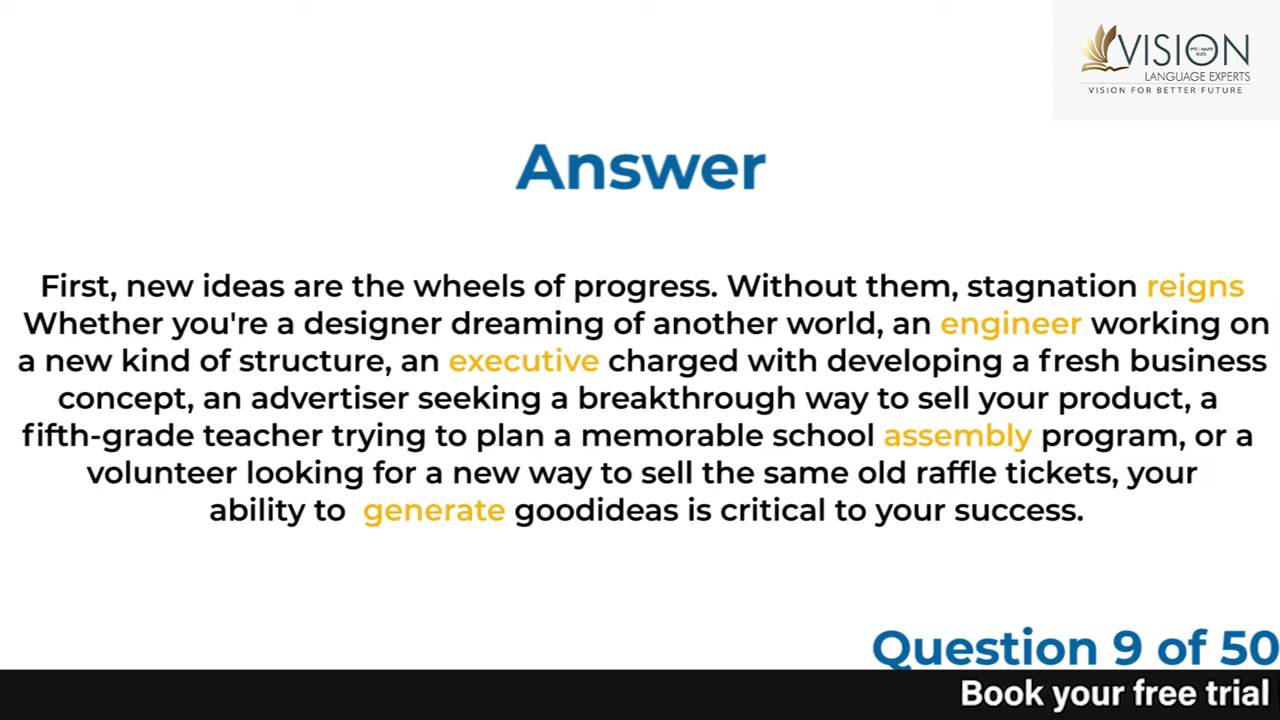 VISION
LANGUAGE EXPERTS
VISION FOR BETTER FUTURE
Answer
First, new ideas are the wheels of progress. Without them, stagnation reigns
Whether you're a designer dreaming of another world, an engineer working on
a new kind of structure, an executive charged with developing a fresh business
concept, an advertiser seeking a breakthrough way to sell your product, a
fifth-grade teacher trying to plan a memorable school assembly program, or a
volunteer looking for a new way to sell the same old raffle tickets, your
ability to generate goodideas is critical to your success.
Question 9 of 50
Book your free trial